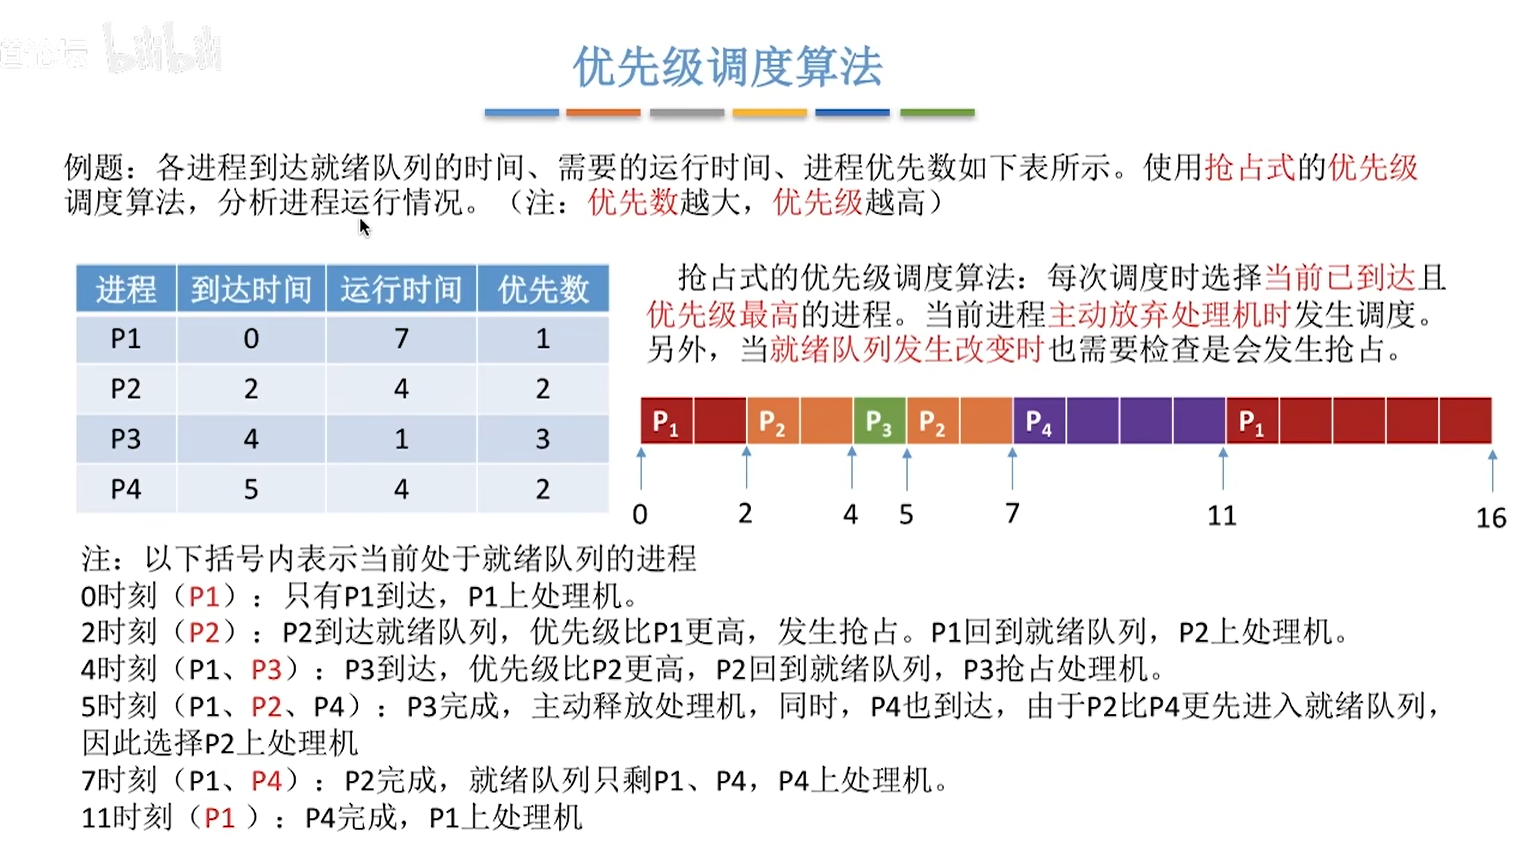 道论坛 bilibili
优先级调度算法
例题：各进程到达就绪队列的时间、需要的运行时间、进程优先数如下表所示。使用抢占式的优先级
调度算法，分析进程运行情况。（注：优先数越大，优先级越高）
进程 到达时间 运行时间 优先数
P1 0 7 1
P2 2 4 2
P3 4 1 3
P4 5 4 2
抢占式的优先级调度算法：每次调度时选择当前已到达且
优先级最高的进程。当前进程主动放弃处理机时发生调度。
另外，当就绪队列发生改变时也需要检查是会发生抢占。
P1 P2 P3 P2 P4 P1
0 2 4 5 7 11 16
注：以下括号内表示当前处于就绪队列的进程
0时刻（P1）：只有P1到达，P1上处理机。
2时刻（P2）：P2到达就绪队列，优先级比P1更高，发生抢占。P1回到就绪队列，P2上处理机。
4时刻（P1、P3）：P3到达，优先级比P2更高，P2回到就绪队列，P3抢占处理机。
5时刻（P1、P2、P4）：P3完成，主动释放处理机，同时，P4也到达，由于P2比P4更先进入就绪队列，
因此选择P2上处理机
7时刻（P1、P4）：P2完成，就绪队列只剩P1、P4，P4上处理机。
11时刻（P1 ）：P4完成，P1上处理机